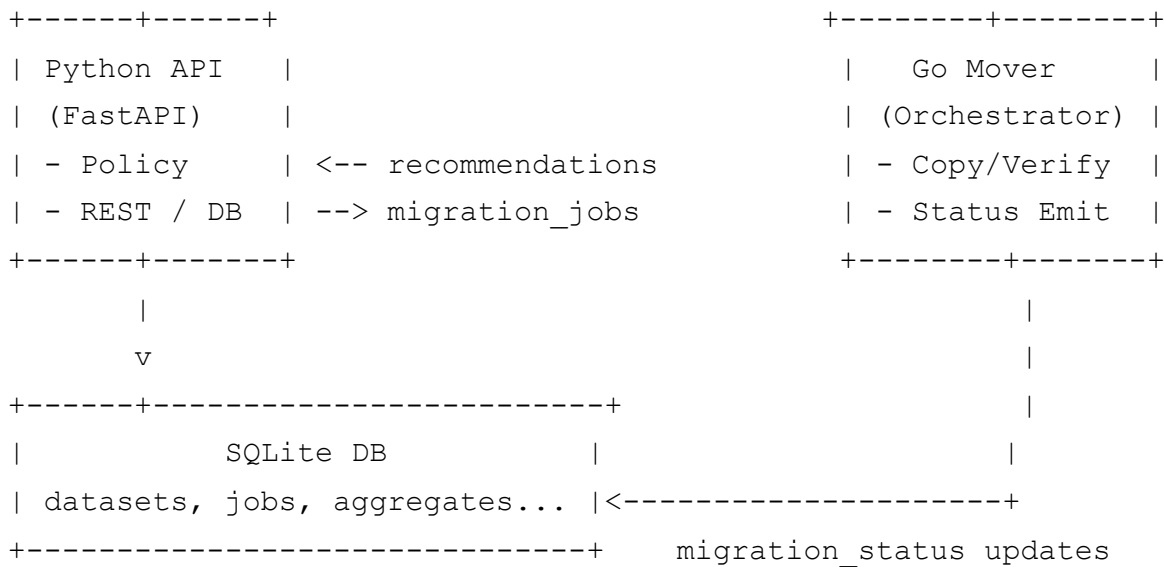 +------+------+ +--------+--------+
| Python API | | Go Mover |
| (FastAPI) | | (Orchestrator) |
| - Policy | <-- recommendations | - Copy/Verify |
| - REST / DB | --> migration_jobs | - Status Emit |
+------+-------+ +--------+-------+
| |
v |
+------+-------------------------+ |
| SQLite DB | |
| datasets, jobs, aggregates... |<---------------------+
+-------------------------------+ migration_status updates